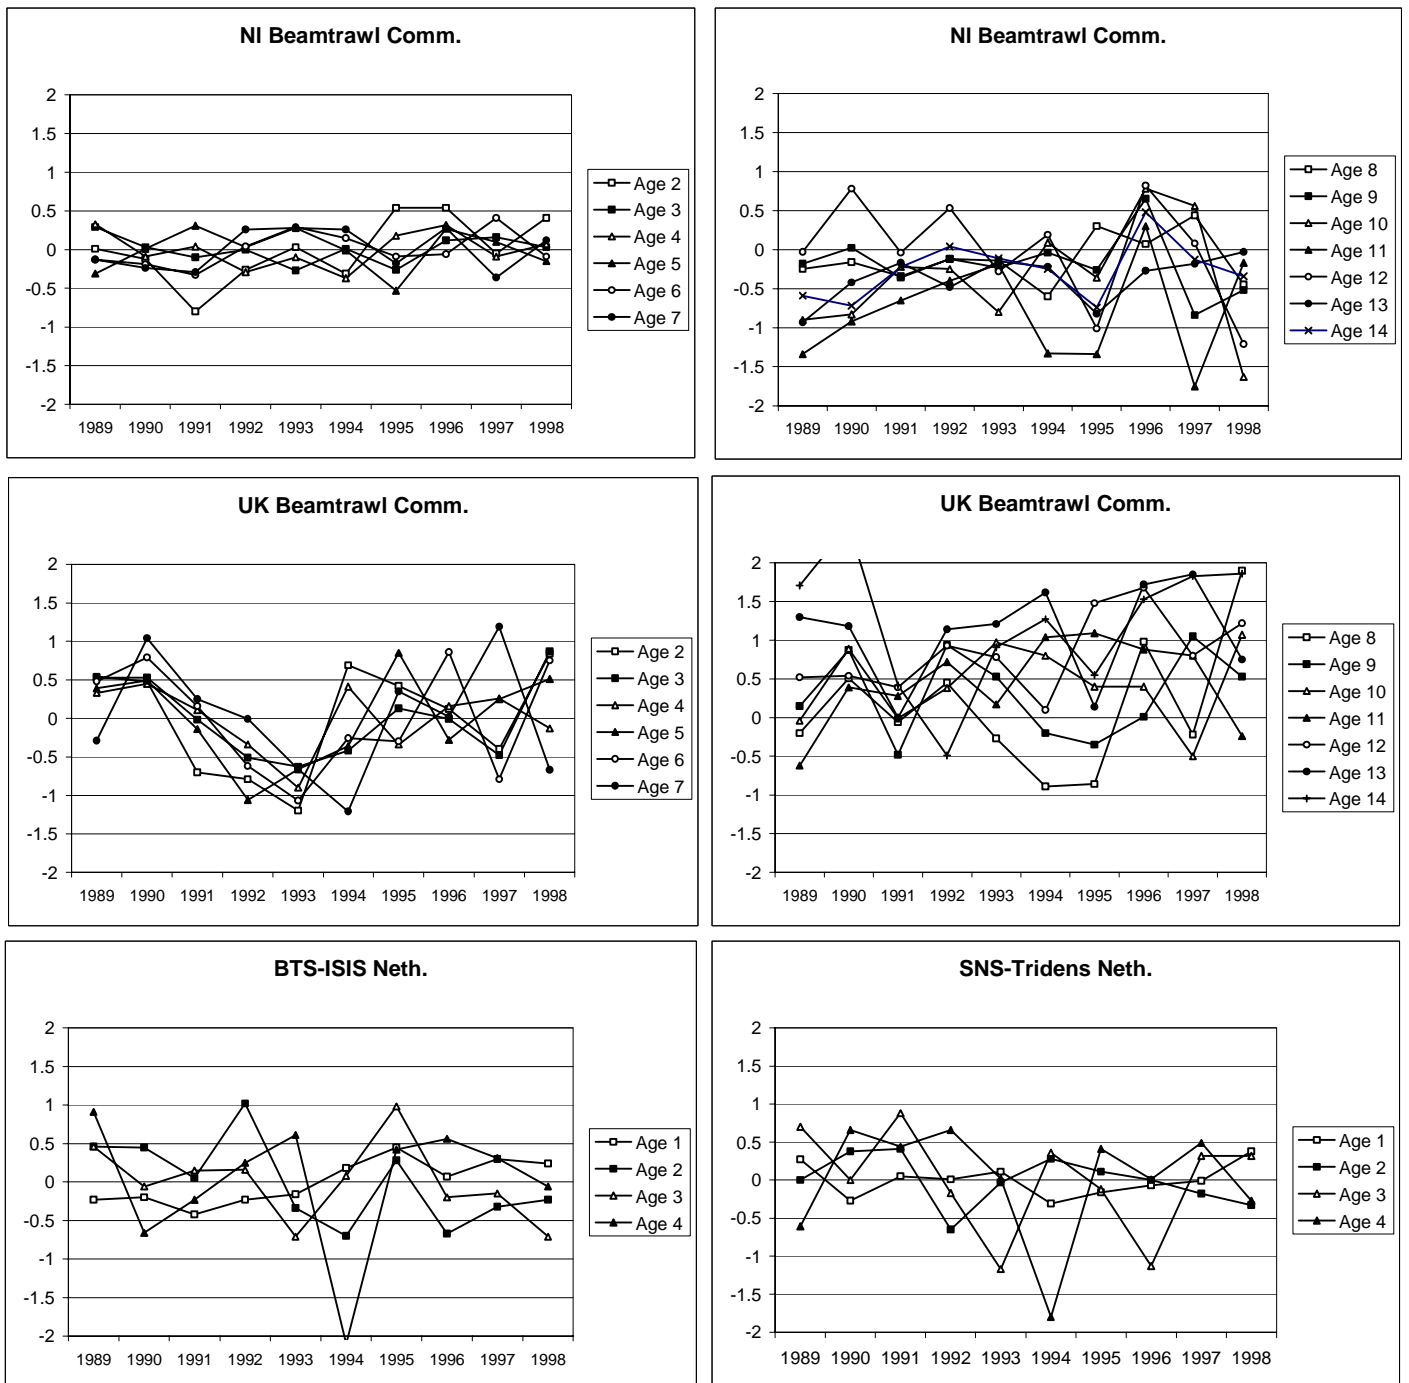 NI Beamtrawl Comm.
2
1.5
1
0.5
0
-0.5
-1
-1.5
-2
1989 1990 1991 1992 1993 1994 1995 1996 1997 1998
Age 2
Age 3
Age 4
Age 5
Age 6
Age 7
NI Beamtrawl Comm.
2
1.5
1
0.5
0
-0.5
-1
-1.5
-2
1989 1990 1991 1992 1993 1994 1995 1996 1997 1998
Age 8
Age 9
Age 10
Age 11
Age 12
Age 13
Age 14
UK Beamtrawl Comm.
2
1.5
1
0.5
0
-0.5
-1
-1.5
-2
1989 1990 1991 1992 1993 1994 1995 1996 1997 1998
Age 2
Age 3
Age 4
Age 5
Age 6
Age 7
UK Beamtrawl Comm.
2
1.5
1
0.5
0
-0.5
-1
-1.5
-2
1989 1990 1991 1992 1993 1994 1995 1996 1997 1998
Age 8
Age 9
Age 10
Age 11
Age 12
Age 13
Age 14
BTS-ISIS Neth.
2
1.5
1
0.5
0
-0.5
-1
-1.5
-2
1989 1990 1991 1992 1993 1994 1995 1996 1997 1998
Age 1
Age 2
Age 3
Age 4
SNS-Tridens Neth.
2
1.5
1
0.5
0
-0.5
-1
-1.5
-2
1989 1990 1991 1992 1993 1994 1995 1996 1997 1998
Age 1
Age 2
Age 3
Age 4